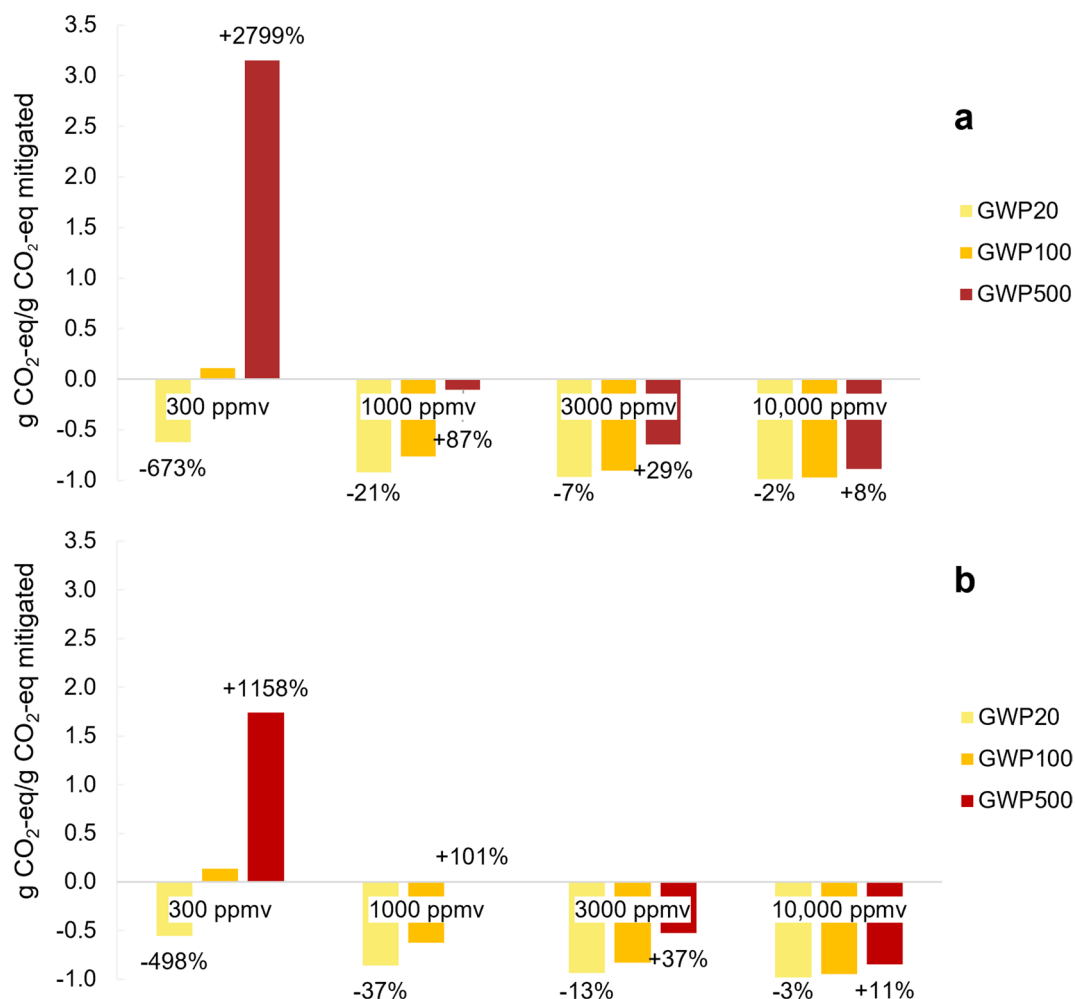 g CO₂-eq/g CO₂-eq mitigated
3.5
3.0
2.5
2.0
1.5
1.0
0.5
0.0
-0.5
-1.0
+2799%
300 ppmv
1000 ppmv
3000 ppmv
10,000 ppmv
-673%
+87%
-21%
+29%
-7%
-2%
+8%
a
GWP20
GWP100
GWP500
g CO₂-eq/g CO₂-eq mitigated
3.5
3.0
2.5
2.0
1.5
1.0
0.5
0.0
-0.5
-1.0
+1158%
+101%
300 ppmv
1000 ppmv
3000 ppmv
10,000 ppmv
-498%
-37%
+37%
-13%
-3%
+11%
b
GWP20
GWP100
GWP500